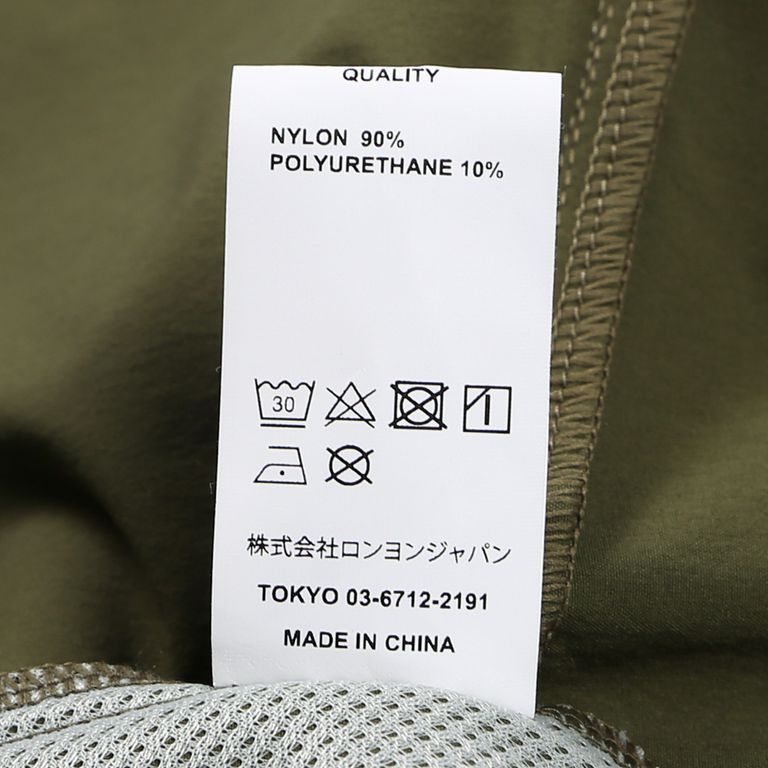 QUALITY
NYLON 90%
POLYURETHANE 10%
30
株式会社ロンヨンジャパン
TOKYO 03-6712-2191
MADE IN CHINA